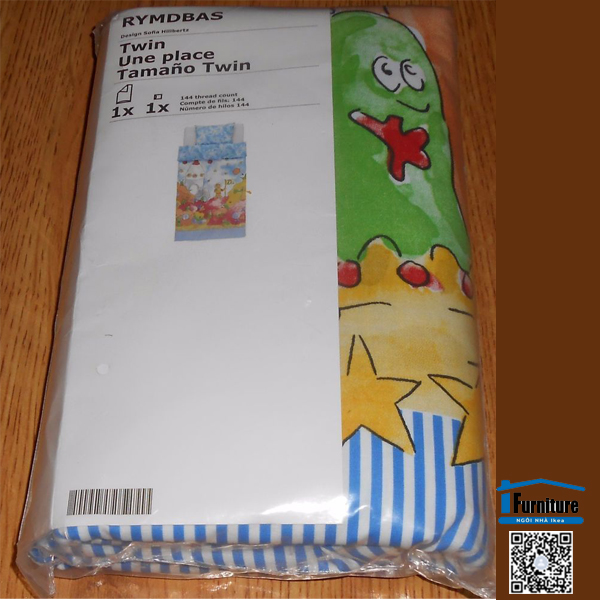 RYMDBAS
Design Sofia Hillbertz
Twin
Une place
Tamaño Twin
1x 1x
144 thread count
Compte de fils: 144
Número de hilos 144
Furniture
NGÔI NHÀ Ikea